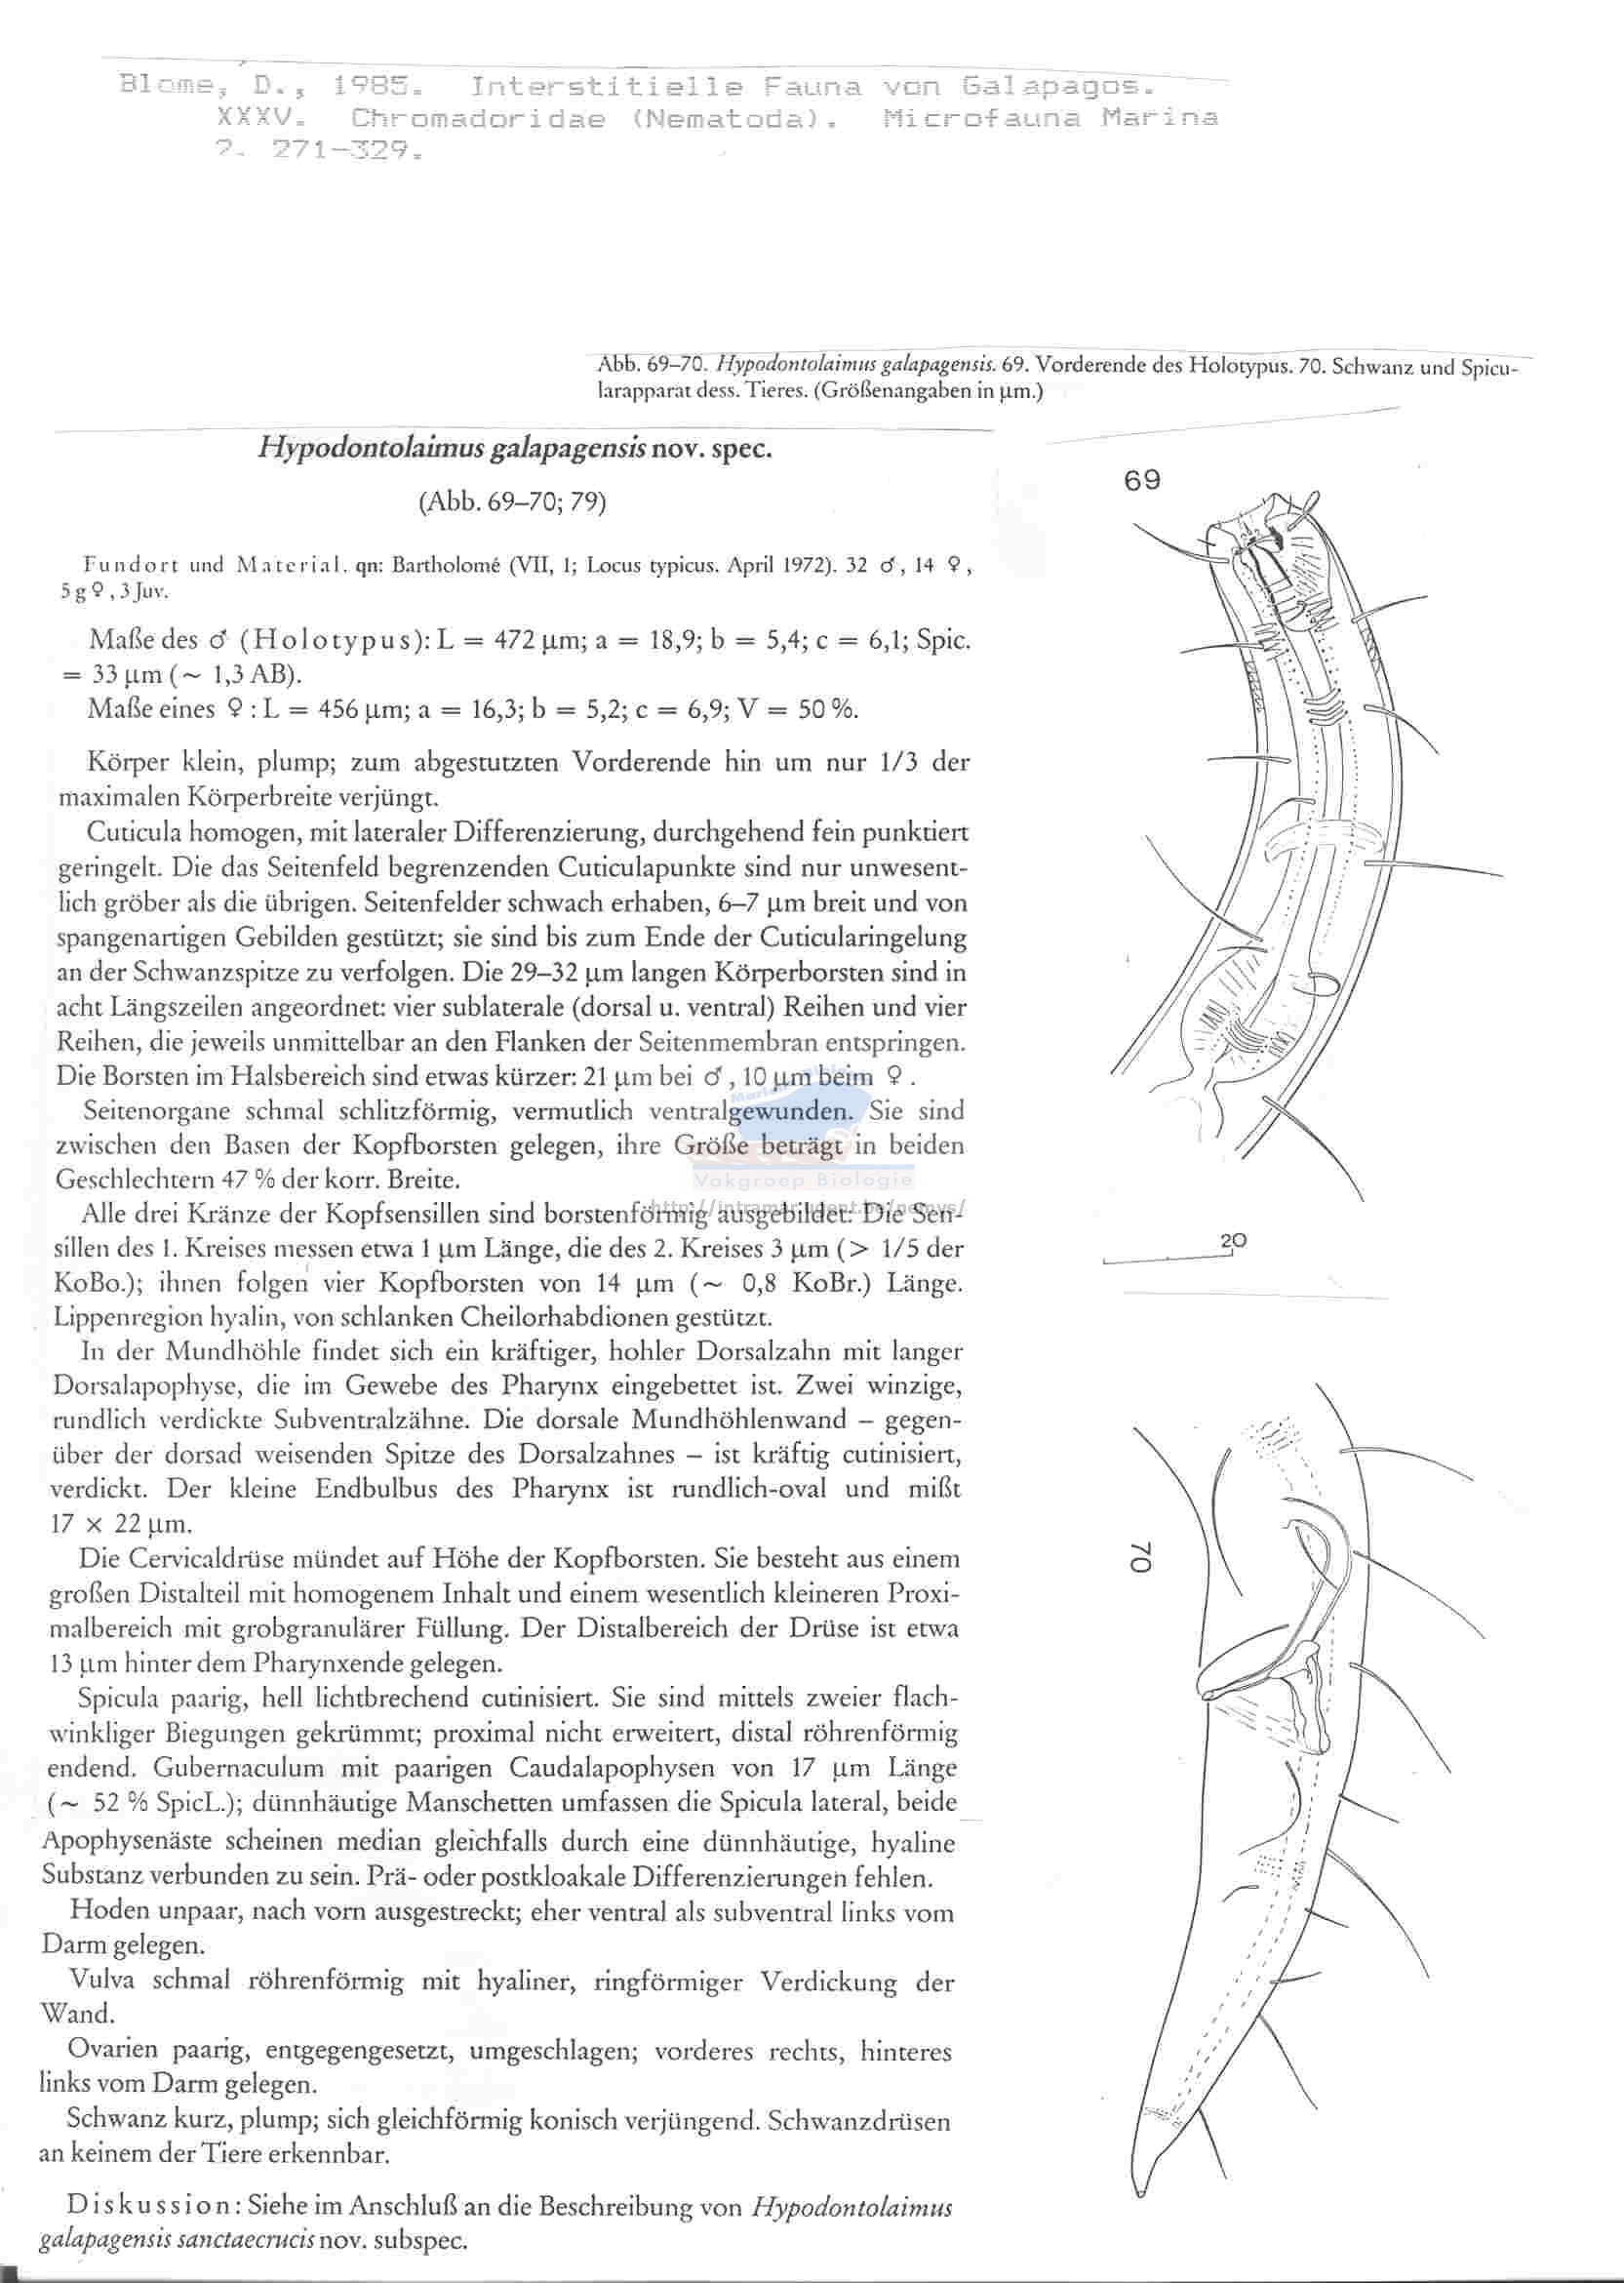 Blome, D., 1985. Interstitielle Fauna von Galapagos.
XXXV. Chromadoridae (Nematoda). Microfauna Marina
2. 271-329.
Abb. 69–70. Hypodontolaimus galapagensis. 69. Vorderende des Holotypus. 70. Schwanz und Spicu-
larapparat dess. Tieres. (Größenangaben in µm.)
Hypodontolaimus galapagensis nov. spec.
(Abb. 69–70; 79)
Fundort und Material. qn: Bartholomé (VII, 1; Locus typicus. April 1972). 32 ♂, 14 ♀,
5 g ♀, 3 Juv.
Maße des ♂ (Holotypus): L = 472 µm; a = 18,9; b = 5,4; c = 6,1; Spic.
= 33 µm (~ 1,3 AB).
Maße eines ♀ : L = 456 µm; a = 16,3; b = 5,2; c = 6,9; V = 50 %.
Körper klein, plump; zum abgestutzten Vorderende hin um nur 1/3 der
maximalen Körperbreite verjüngt.
Cuticula homogen, mit lateraler Differenzierung, durchgehend fein punktiert
geringelt. Die das Seitenfeld begrenzenden Cuticulapunkte sind nur unwesent-
lich gröber als die übrigen. Seitenfelder schwach erhaben, 6–7 µm breit und von
spangenartigen Gebilden gestützt; sie sind bis zum Ende der Cuticularingelung
an der Schwanzspitze zu verfolgen. Die 29–32 µm langen Körperborsten sind in
acht Längszeilen angeordnet: vier sublaterale (dorsal u. ventral) Reihen und vier
Reihen, die jeweils unmittelbar an den Flanken der Seitenmembran entspringen.
Die Borsten im Halsbereich sind etwas kürzer: 21 µm bei ♂, 10 µm beim ♀.
Seitenorgane schmal schlitzförmig, vermutlich ventralgewunden. Sie sind
zwischen den Basen der Kopfborsten gelegen, ihre Größe beträgt in beiden
Geschlechtern 47 % der korr. Breite.
Vakgroep Biologie
http://intramar.ugent.be/nemys/
Alle drei Kränze der Kopfsensillen sind borstenförmig ausgebildet: Die Sen-
sillen des 1. Kreises messen etwa 1 µm Länge, die des 2. Kreises 3 µm (> 1/5 der
KoBo.); ihnen folgen vier Kopfborsten von 14 µm (~ 0,8 KoBr.) Länge.
Lippenregion hyalin, von schlanken Cheilorhabdionen gestützt.
In der Mundhöhle findet sich ein kräftiger, hohler Dorsalzahn mit langer
Dorsalapophyse, die im Gewebe des Pharynx eingebettet ist. Zwei winzige,
rundlich verdickte Subventralzähne. Die dorsale Mundhöhlenwand – gegen-
über der dorsad weisenden Spitze des Dorsalzahnes – ist kräftig cutinisiert,
verdickt. Der kleine Endbulbus des Pharynx ist rundlich-oval und mißt
17 × 22 µm.
Die Cervicaldrüse mündet auf Höhe der Kopfborsten. Sie besteht aus einem
großen Distalteil mit homogenem Inhalt und einem wesentlich kleineren Proxi-
malbereich mit grobgranulärer Füllung. Der Distalbereich der Drüse ist etwa
13 µm hinter dem Pharynxende gelegen.
Spicula paarig, hell lichtbrechend cutinisiert. Sie sind mittels zweier flach-
winkliger Biegungen gekrümmt; proximal nicht erweitert, distal röhrenförmig
endend. Gubernaculum mit paarigen Caudalapophysen von 17 µm Länge
(~ 52 % SpicL.); dünnhäutige Manschetten umfassen die Spicula lateral, beide
Apophysenäste scheinen median gleichfalls durch eine dünnhäutige, hyaline
Substanz verbunden zu sein. Prä- oder postkloakale Differenzierungen fehlen.
Hoden unpaar, nach vorn ausgestreckt; eher ventral als subventral links vom
Darm gelegen.
Vulva schmal röhrenförmig mit hyaliner, ringförmiger Verdickung der
Wand.
Ovarien paarig, entgegengesetzt, umgeschlagen; vorderes rechts, hinteres
links vom Darm gelegen.
Schwanz kurz, plump; sich gleichförmig konisch verjüngend. Schwanzdrüsen
an keinem der Tiere erkennbar.
Diskussion: Siehe im Anschluß an die Beschreibung von Hypodontolaimus
galapagensis sanctaecrucis nov. subspec.
69
20
70